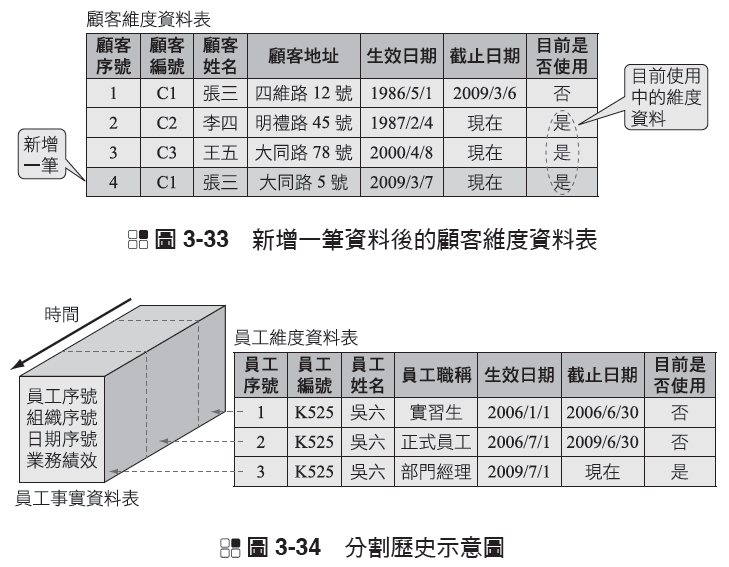 顧客維度資料表
顧客序號 顧客編號 顧客姓名 顧客地址 生效日期 截止日期 目前是否使用
1 C1 張三 四維路 12 號 1986/5/1 2009/3/6 否
2 C2 李四 明禮路 45 號 1987/2/4 現在 是
3 C3 王五 大同路 78 號 2000/4/8 現在 是
4 C1 張三 大同路 5 號 2009/3/7 現在 是
新增
一筆
目前使用
中的維度
資料
圖 3-33 新增一筆資料後的顧客維度資料表
時間
員工序號
組織序號
日期序號
業務績效
員工事實資料表
員工維度資料表
員工序號 員工編號 員工姓名 員工職稱 生效日期 截止日期 目前是否使用
1 K525 吳六 實習生 2006/1/1 2006/6/30 否
2 K525 吳六 正式員工 2006/7/1 2009/6/30 否
3 K525 吳六 部門經理 2009/7/1 現在 是
圖 3-34 分割歷史示意圖